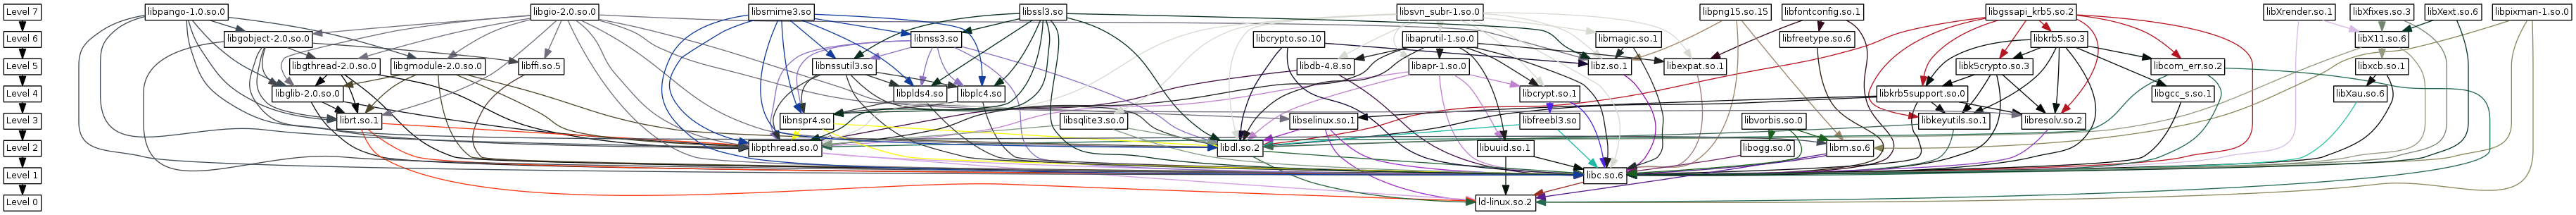 Level 7
libpango-1.0.so.0
libgio-2.0.so.0
libsmime3.so
libssl3.so
libsvn_subr-1.so.0
libpng15.so.15
libfontconfig.so.1
libgssapi_krb5.so.2
libXrender.so.1
libXfixes.so.3
libXext.so.6
libpixman-1.so.0
Level 6
libgobject-2.0.so.0
libnss3.so
libcrypto.so.10
libaprutil-1.so.0
libmagic.so.1
libfreetype.so.6
libkrb5.so.3
libX11.so.6
Level 5
libgthread-2.0.so.0
libgmodule-2.0.so.0
libffi.so.5
libnssutil3.so
libdb-4.8.so
libapr-1.so.0
libz.so.1
libexpat.so.1
libk5crypto.so.3
libcom_err.so.2
libxcb.so.1
Level 4
libglib-2.0.so.0
libplds4.so
libplc4.so
libcrypt.so.1
libkrb5support.so.0
libgcc_s.so.1
libXau.so.6
Level 3
librt.so.1
libnspr4.so
libsqlite3.so.0
libselinux.so.1
libfreebl3.so
libvorbis.so.0
libkeyutils.so.1
libresolv.so.2
Level 2
libpthread.so.0
libdl.so.2
libuuid.so.1
libogg.so.0
libm.so.6
Level 1
libc.so.6
Level 0
ld-linux.so.2